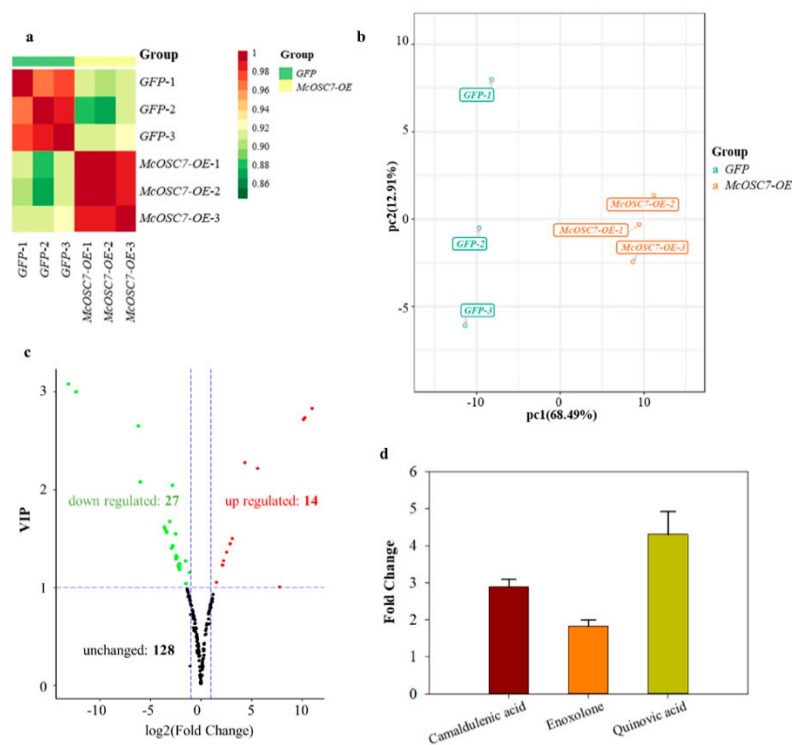 a
Group
GFP-1
GFP-2
GFP-3
McOSC7-OE-1
McOSC7-OE-2
McOSC7-OE-3
GFP-1
GFP-2
GFP-3
McOSC7-OE-1
McOSC7-OE-2
McOSC7-OE-3
1
0.98
0.96
0.94
0.92
0.9
0.88
0.86
Group
GFP
McOSC7-OE
b
10
5
0
-5
pc2(12.91%)
GFP-1
GFP-2
GFP-3
McOSC7-OE-2
McOSC7-OE-1
McOSC7-OE-3
-10
0
10
pc1(68.49%)
Group
a GFP
a McOSC7-OE
c
3
2
1
0
VIP
down regulated: 27
up regulated: 14
unchanged: 128
-10
-5
0
5
10
log2(Fold Change)
d
6
5
4
3
2
1
0
Fold Change
Camaldulenic acid
Enoxolone
Quinovic acid